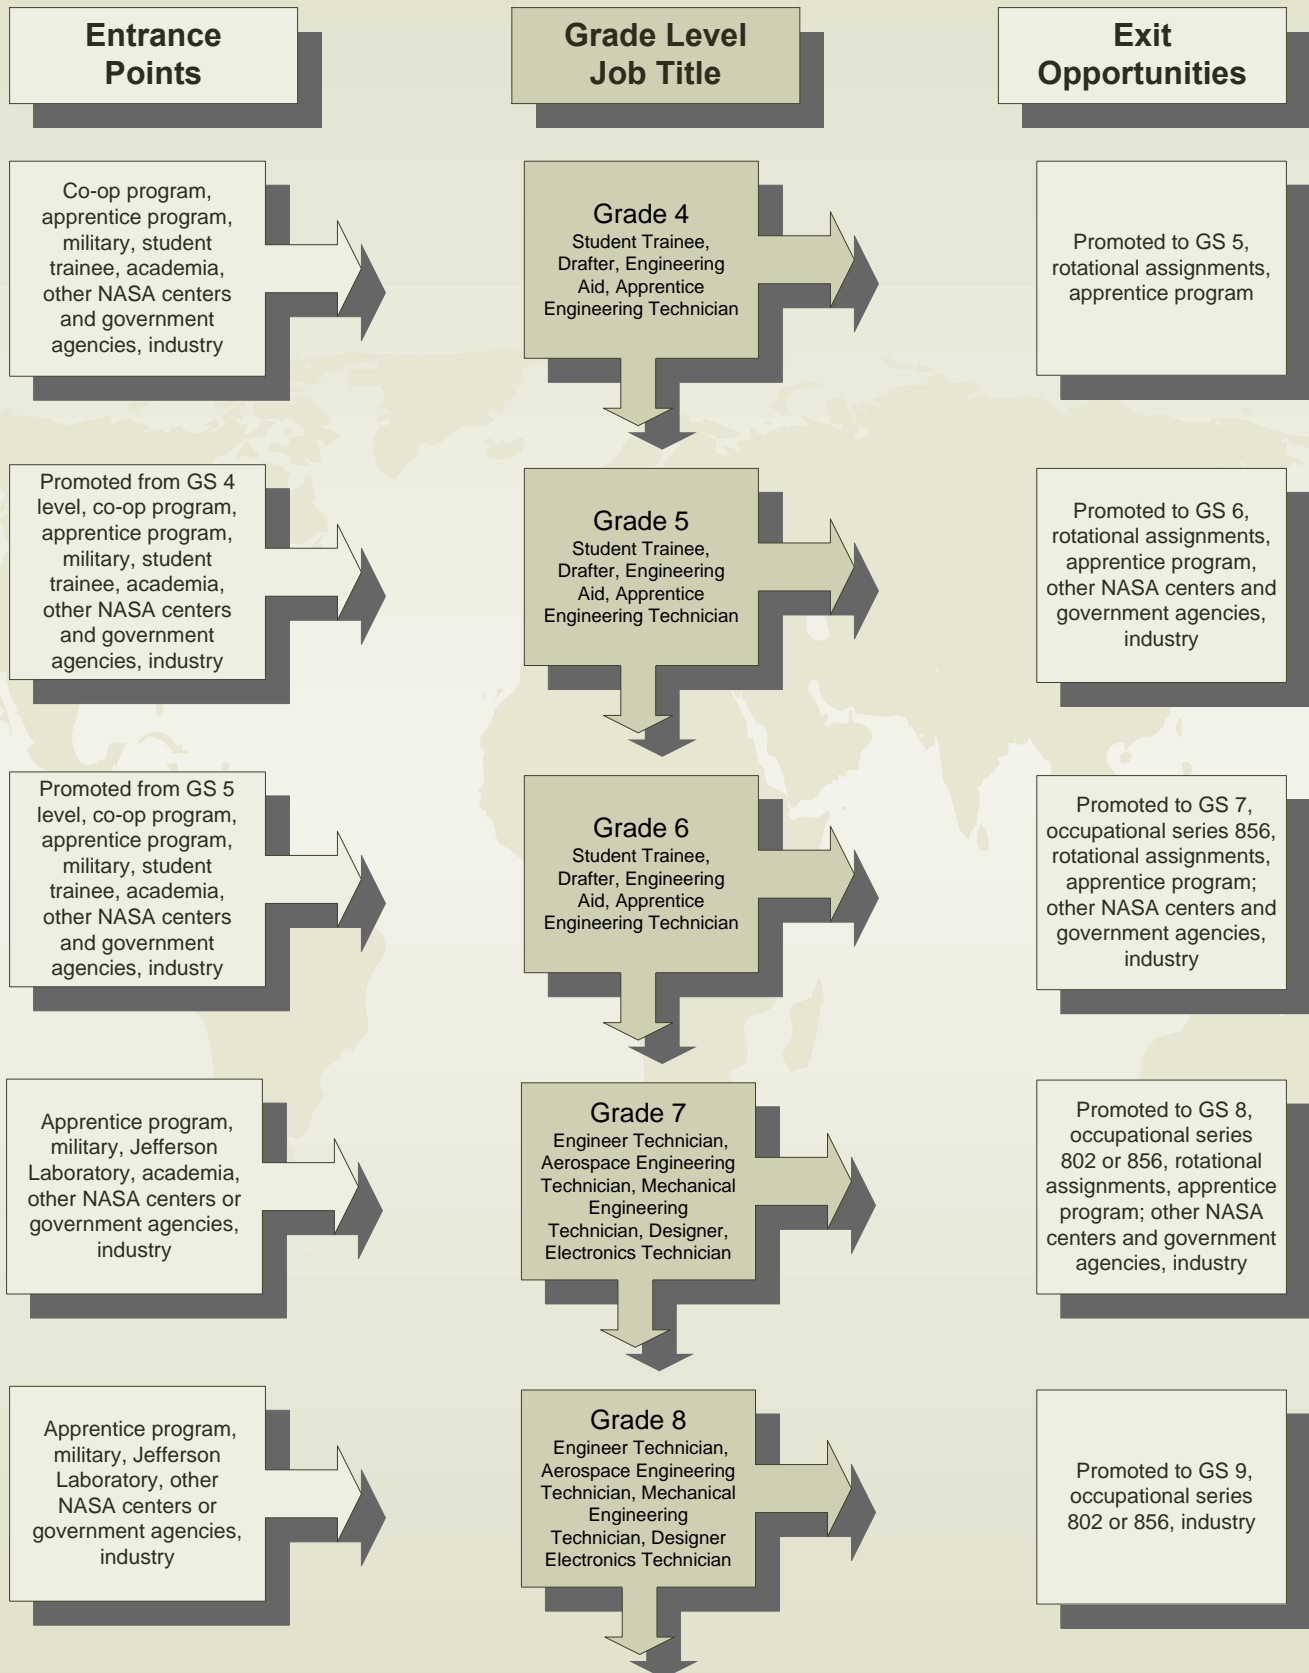 Entrance
Points
Grade Level
Job Title
Exit
Opportunities
Co-op program,
apprentice program,
military, student
trainee, academia,
other NASA centers
and government
agencies, industry
Grade 4
Student Trainee,
Drafter, Engineering
Aid, Apprentice
Engineering Technician
Promoted to GS 5,
rotational assignments,
apprentice program
Promoted from GS 4
level, co-op program,
apprentice program,
military, student
trainee, academia,
other NASA centers
and government
agencies, industry
Grade 5
Student Trainee,
Drafter, Engineering
Aid, Apprentice
Engineering Technician
Promoted to GS 6,
rotational assignments,
apprentice program,
other NASA centers and
government agencies,
industry
Promoted from GS 5
level, co-op program,
apprentice program,
military, student
trainee, academia,
other NASA centers
and government
agencies, industry
Grade 6
Student Trainee,
Drafter, Engineering
Aid, Apprentice
Engineering Technician
Promoted to GS 7,
occupational series 856,
rotational assignments,
apprentice program;
other NASA centers and
government agencies,
industry
Apprentice program,
military, Jefferson
Laboratory, academia,
other NASA centers or
government agencies,
industry
Grade 7
Engineer Technician,
Aerospace Engineering
Technician, Mechanical
Engineering
Technician, Designer,
Electronics Technician
Promoted to GS 8,
occupational series
802 or 856, rotational
assignments, apprentice
program; other NASA
centers and government
agencies, industry
Apprentice program,
military, Jefferson
Laboratory, other
NASA centers or
government agencies,
industry
Grade 8
Engineer Technician,
Aerospace Engineering
Technician, Mechanical
Engineering
Technician, Designer
Electronics Technician
Promoted to GS 9,
occupational series
802 or 856, industry